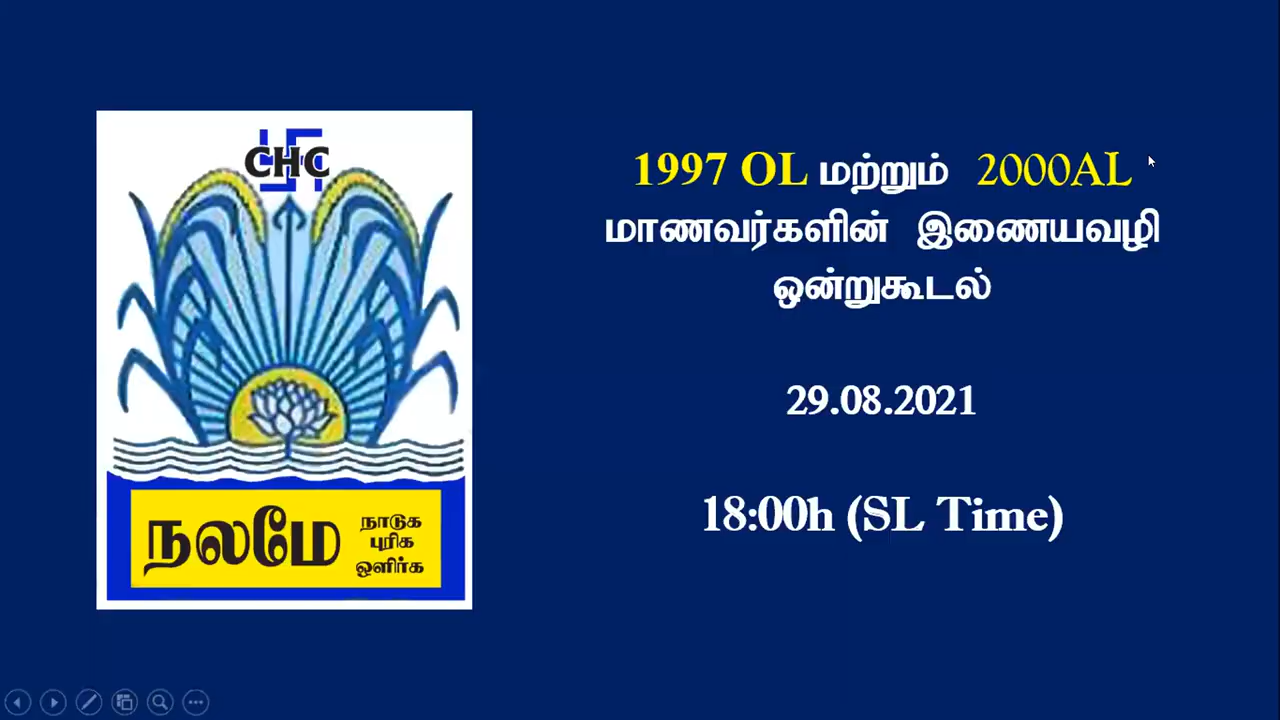 CHC
நலமே
நாடுக
புரிக
ஒளிர்க
1997 OL மற்றும் 2000AL
மாணவர்களின் இணையவழி
ஒன்றுகூடல்
29.08.2021
18:00h (SL Time)